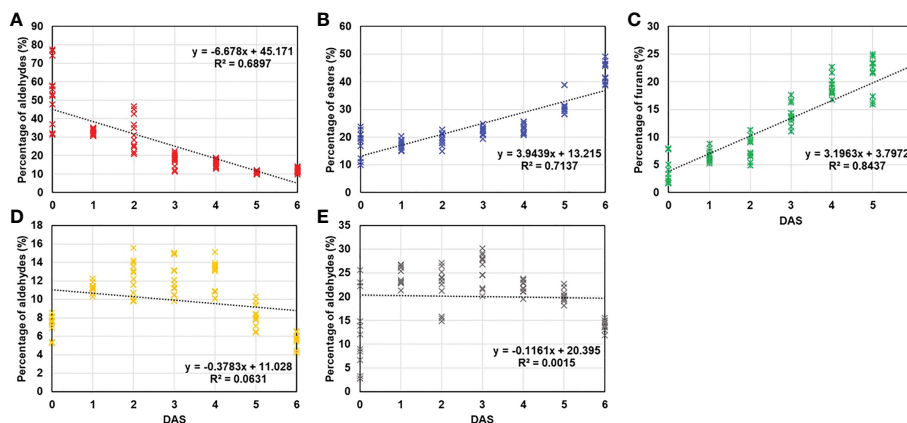 A
Percentage of aldehydes (%)
90
80
70
60
50
40
30
20
10
0
y = -6.678x + 45.171
R² = 0.6897
0 1 2 3 4 5 6
B
Percentage of esters (%)
60
50
40
30
20
10
0
y = 3.9439x + 13.215
R² = 0.7137
0 1 2 3 4 5 6
C
Percentage of furans (%)
30
25
20
15
10
5
0
y = 3.1963x + 3.7972
R² = 0.8437
0 1 2 3 4 5
DAS
D
Percentage of aldehydes (%)
18
16
14
12
10
8
6
4
2
0
y = -0.3783x + 11.028
R² = 0.0631
0 1 2 3 4 5 6
DAS
E
Percentage of aldehydes (%)
35
30
25
20
15
10
5
0
y = -0.1161x + 20.395
R² = 0.0015
0 1 2 3 4 5 6
DAS